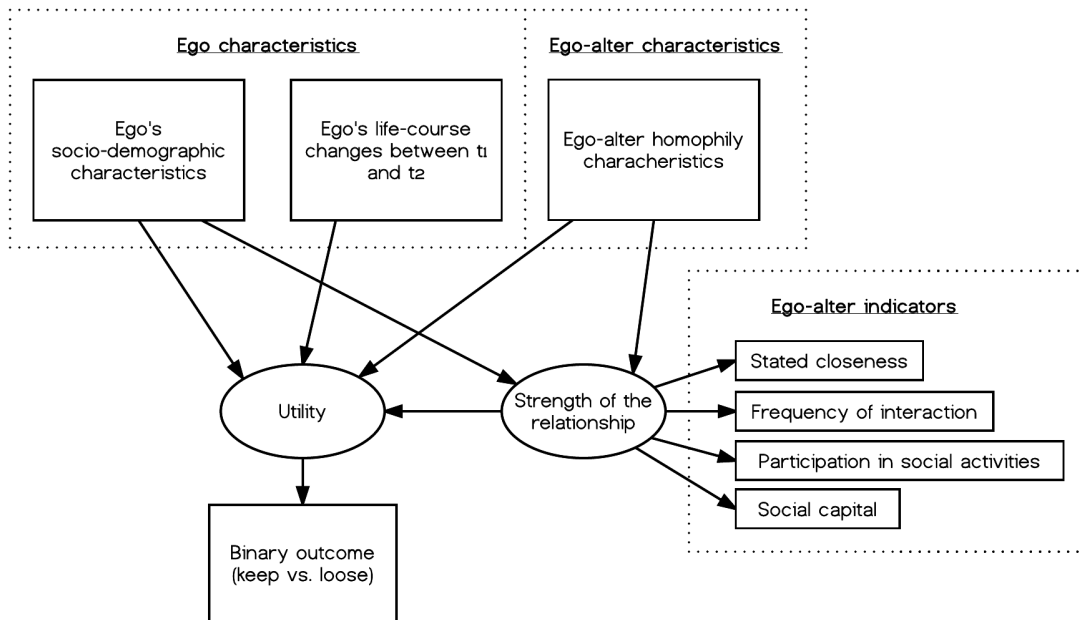 Ego characteristics
Ego-alter characteristics
Ego's
socio-demographic
characteristics
Ego's life-course
changes between t1
and t2
Ego-alter homophily
characheristics
Ego-alter indicators
Stated closeness
Frequency of interaction
Participation in social activities
Social capital
Utility
Strength of the
relationship
Binary outcome
(keep vs. loose)